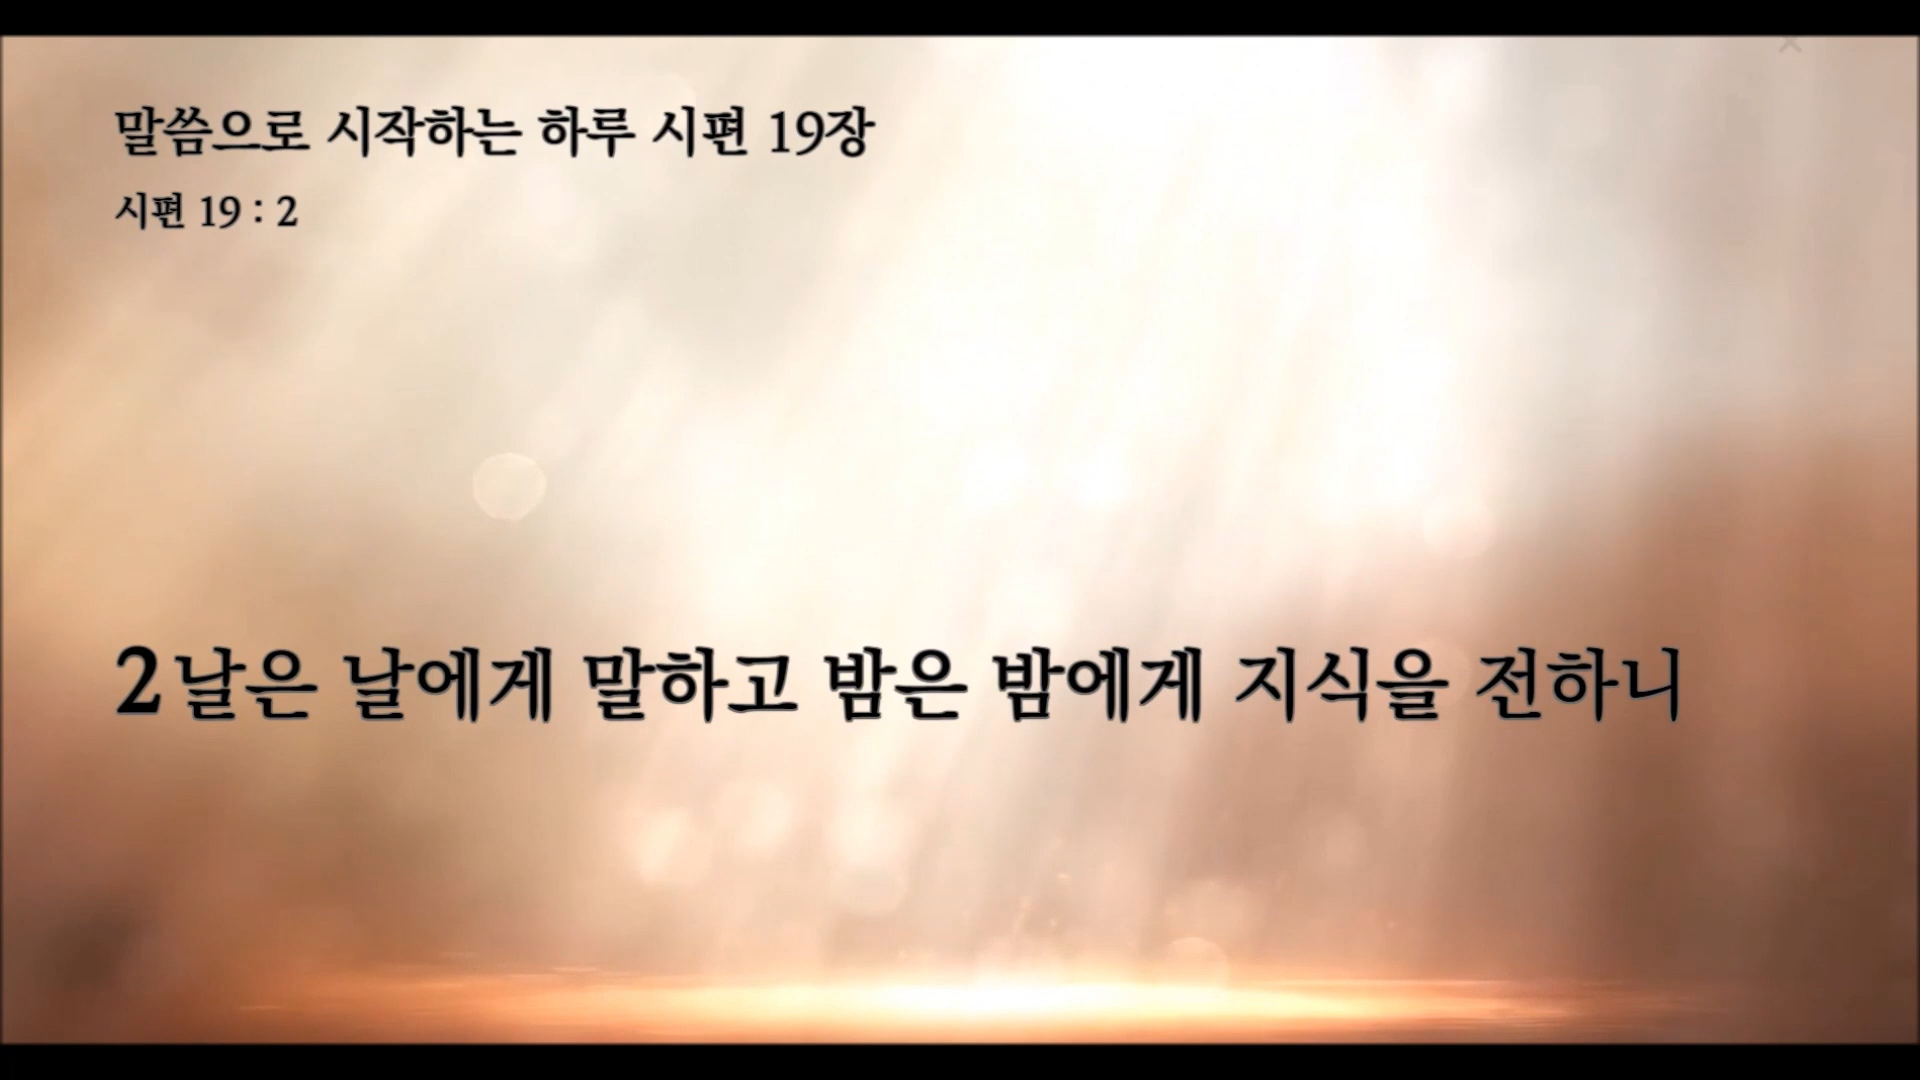 말씀으로 시작하는 하루 시편 19장
시편 19 : 2
2 날은 날에게 말하고 밤은 밤에게 지식을 전하니